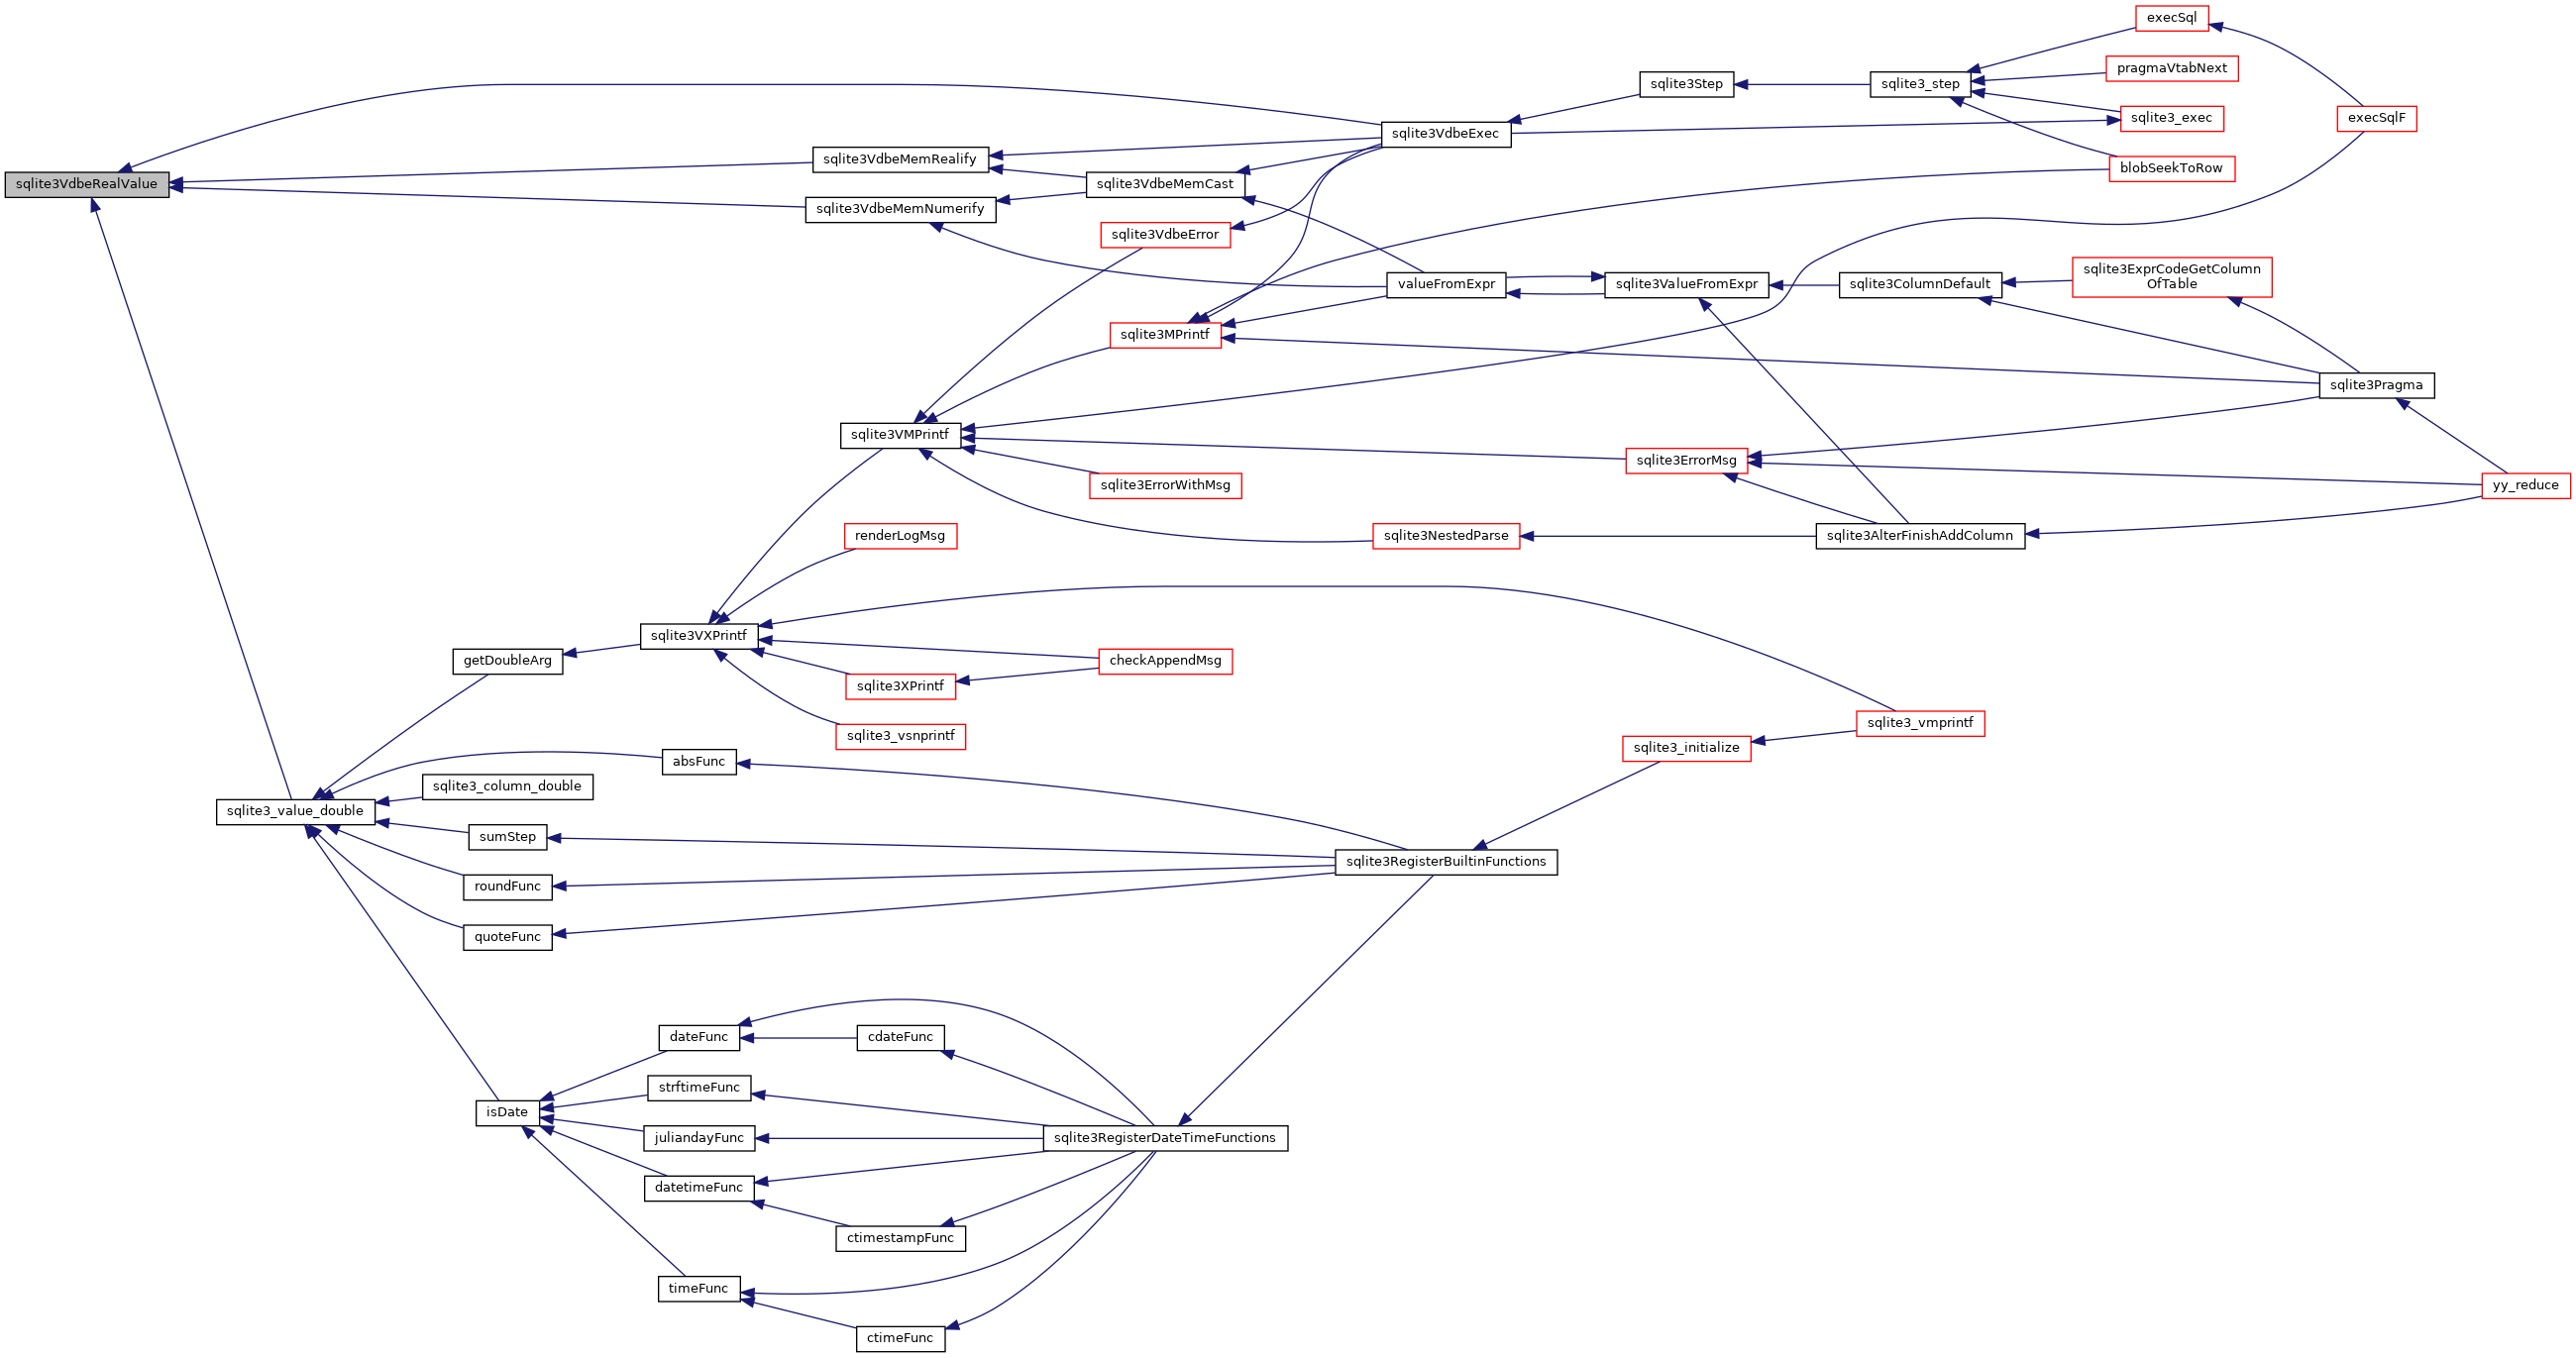 execSql
pragmaVtabNext
sqlite3Step
sqlite3_step
sqlite3_exec
execSqlF
sqlite3VdbeExec
sqlite3VdbeMemRealify
blobSeekToRow
sqlite3VdbeRealValue
sqlite3VdbeMemCast
sqlite3VdbeMemNumerify
sqlite3VdbeError
valueFromExpr
sqlite3ValueFromExpr
sqlite3ColumnDefault
sqlite3ExprCodeGetColumn
OfTable
sqlite3MPrintf
sqlite3Pragma
sqlite3VMPrintf
sqlite3ErrorMsg
sqlite3ErrorWithMsg
yy_reduce
renderLogMsg
sqlite3NestedParse
sqlite3AlterFinishAddColumn
sqlite3VXPrintf
getDoubleArg
checkAppendMsg
sqlite3XPrintf
sqlite3_vmprintf
sqlite3_vsnprintf
sqlite3_initialize
absFunc
sqlite3_column_double
sqlite3_value_double
sumStep
sqlite3RegisterBuiltinFunctions
roundFunc
quoteFunc
dateFunc
cdateFunc
strftimeFunc
isDate
juliandayFunc
sqlite3RegisterDateTimeFunctions
datetimeFunc
ctimestampFunc
timeFunc
ctimeFunc